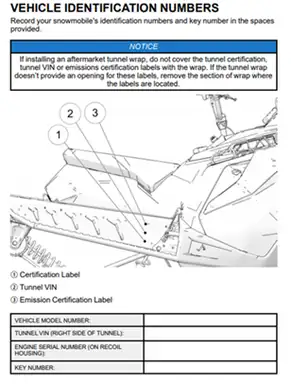 VEHICLE IDENTIFICATION NUMBERS
Record your snowmobile's identification numbers and key number in the spaces
provided.
NOTICE
If installing an aftermarket tunnel wrap, do not cover the tunnel certification,
tunnel VIN or emissions certification labels with the wrap. If the tunnel wrap
doesn't provide an opening for these labels, remove the section of wrap where
the labels are located.
3
2
1
① Certification Label
② Tunnel VIN
③ Emission Certification Label
VEHICLE MODEL NUMBER:
TUNNEL VIN (RIGHT SIDE OF TUNNEL):
ENGINE SERIAL NUMBER (ON RECOIL
HOUSING):
KEY NUMBER: